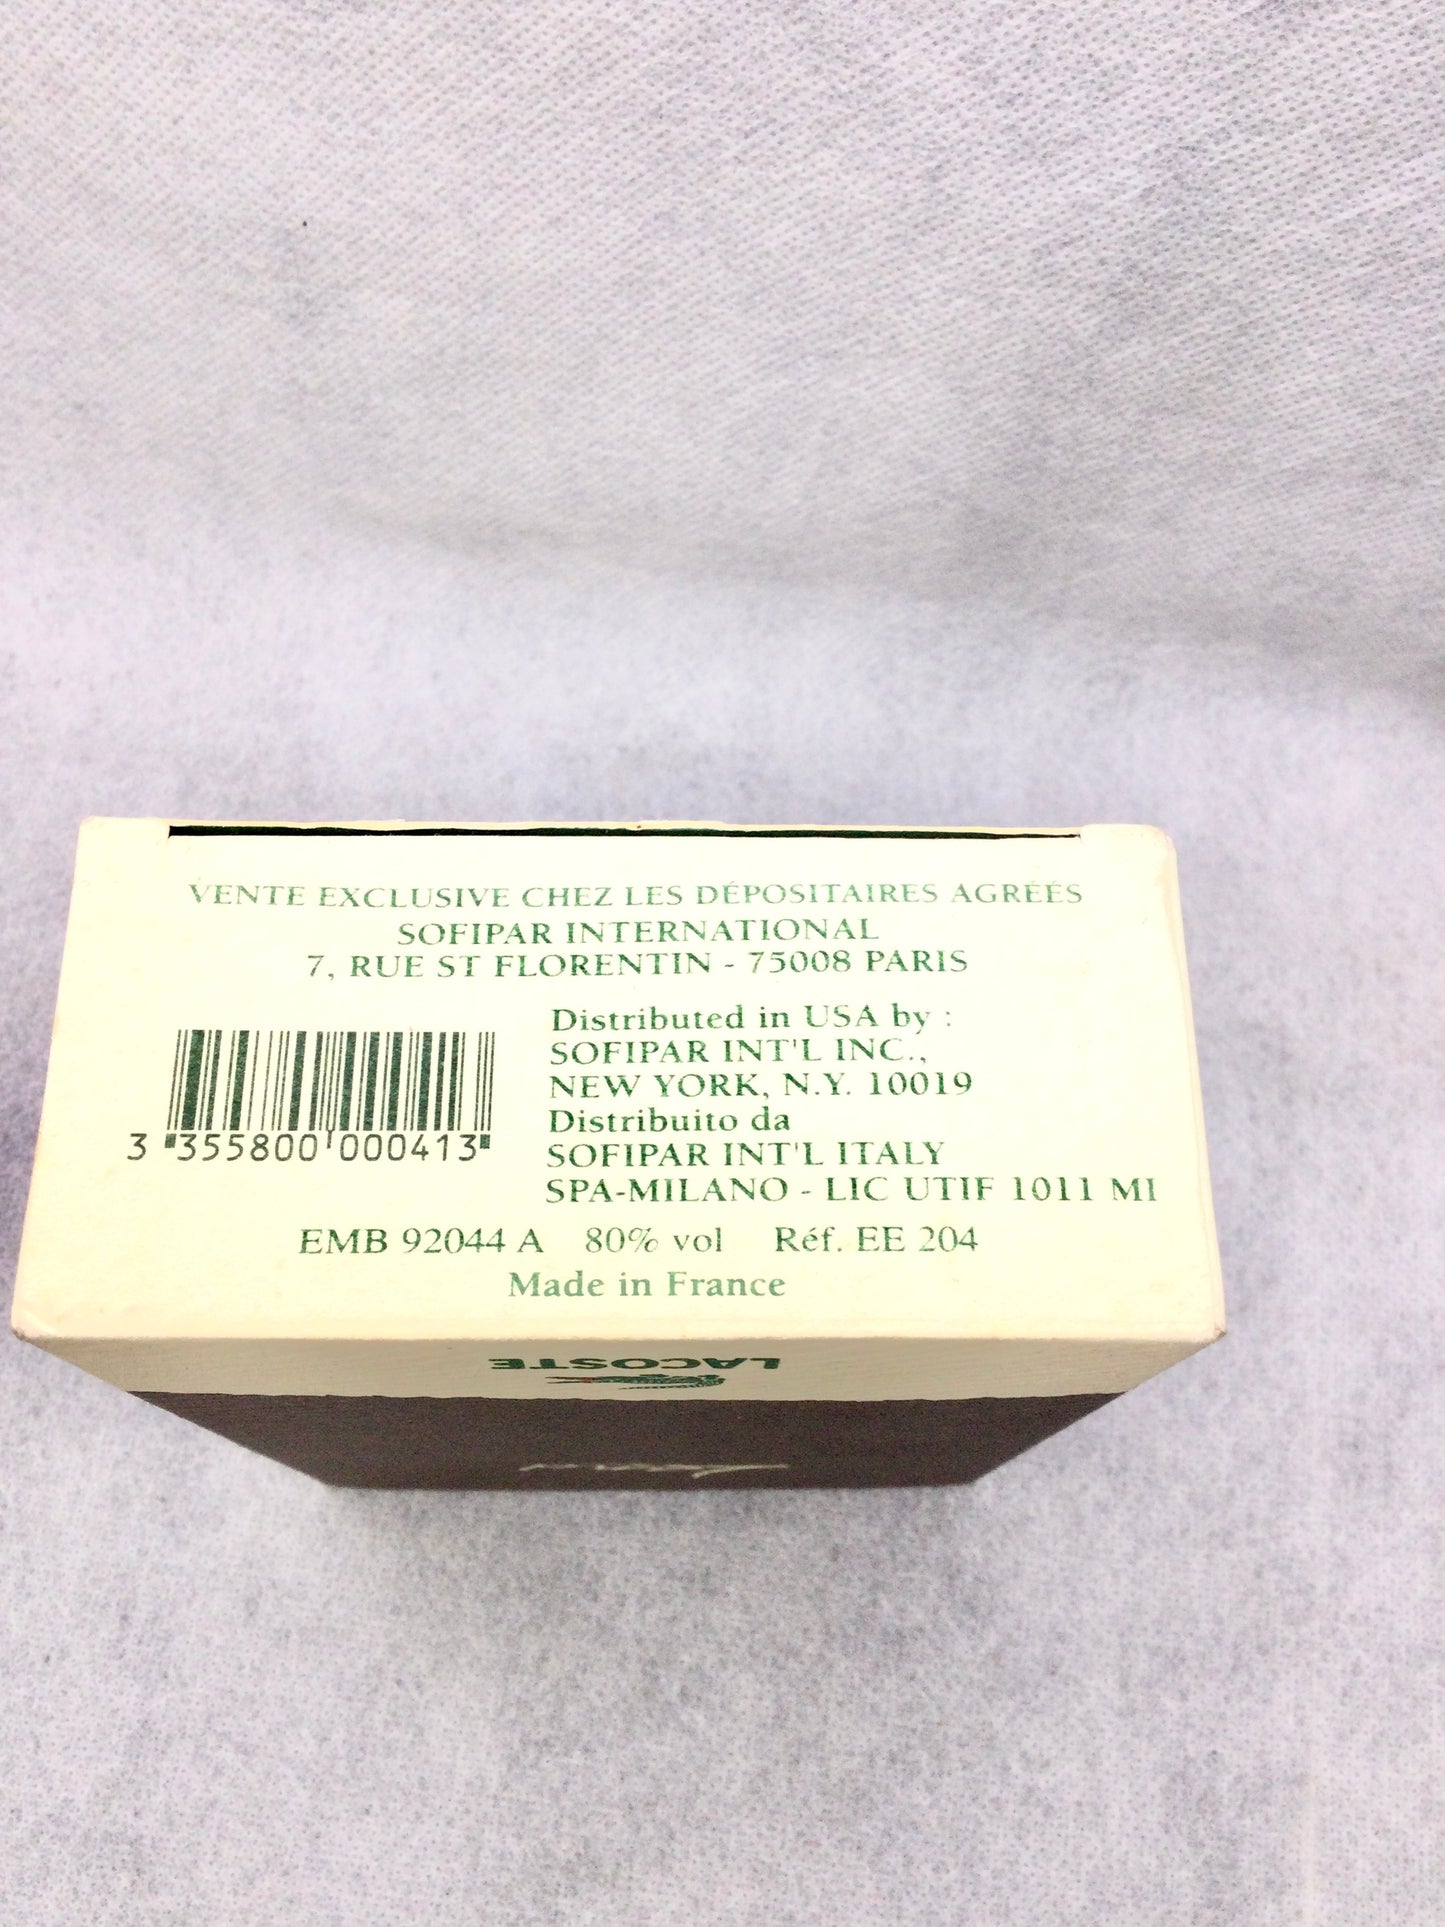 VENTE EXCLUSIVE CHEZ LES DÉPOSITAIRES AGRÉÉS
SOFIPAR INTERNATIONAL
7, RUE ST FLORENTIN - 75008 PARIS
Distributed in USA by :
SOFIPAR INT'L INC.,
NEW YORK, N.Y. 10019
Distribuito da
SOFIPAR INT'L ITALY
SPA-MILANO - LIC UTIF 1011 MI
3 355800 000413
EMB 92044 A 80% vol Réf. EE 204
Made in France
LACOSTE